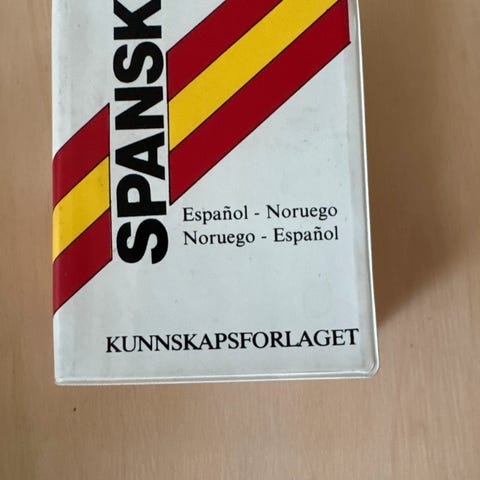 SPANSK
Español - Noruego
Noruego - Español
KUNNSKAPSFORLAGET